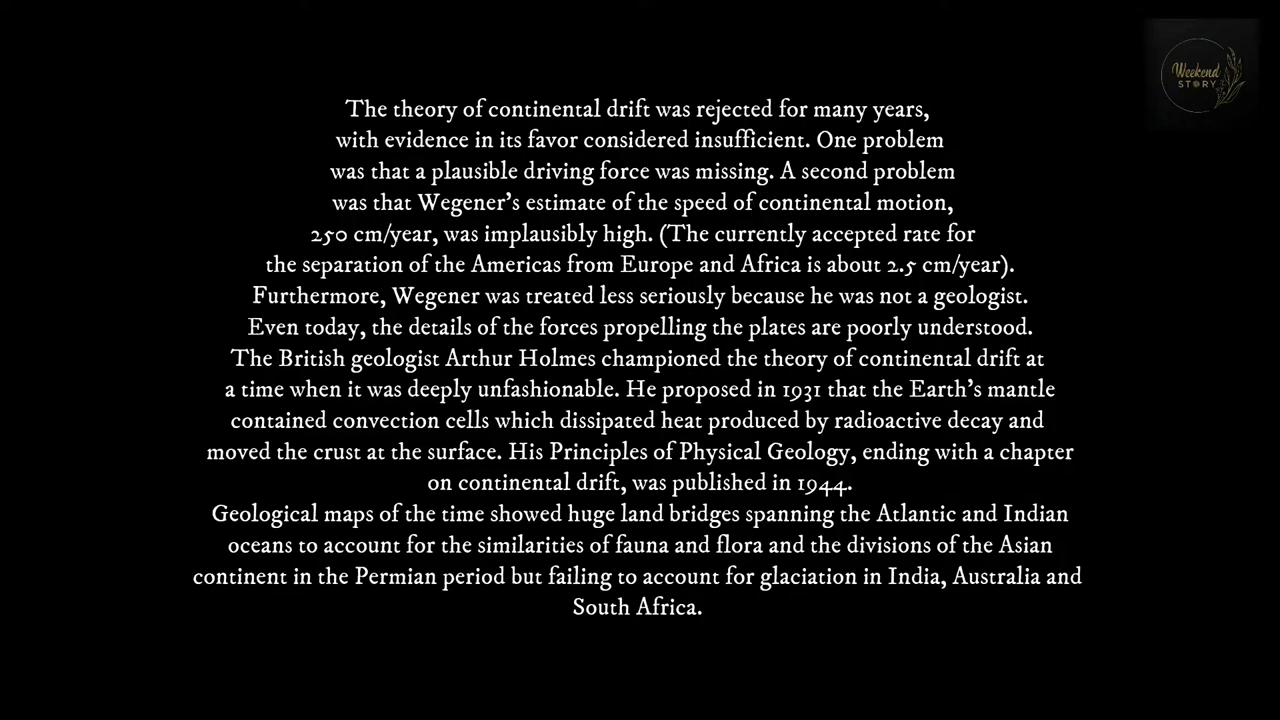 Weekend
STORY
The theory of continental drift was rejected for many years,
with evidence in its favor considered insufficient. One problem
was that a plausible driving force was missing. A second problem
was that Wegener's estimate of the speed of continental motion,
250 cm/year, was implausibly high. (The currently accepted rate for
the separation of the Americas from Europe and Africa is about 2.5 cm/year).
Furthermore, Wegener was treated less seriously because he was not a geologist.
Even today, the details of the forces propelling the plates are poorly understood.
The British geologist Arthur Holmes championed the theory of continental drift at
a time when it was deeply unfashionable. He proposed in 1931 that the Earth's mantle
contained convection cells which dissipated heat produced by radioactive decay and
moved the crust at the surface. His Principles of Physical Geology, ending with a chapter
on continental drift, was published in 1944.
Geological maps of the time showed huge land bridges spanning the Atlantic and Indian
oceans to account for the similarities of fauna and flora and the divisions of the Asian
continent in the Permian period but failing to account for glaciation in India, Australia and
South Africa.